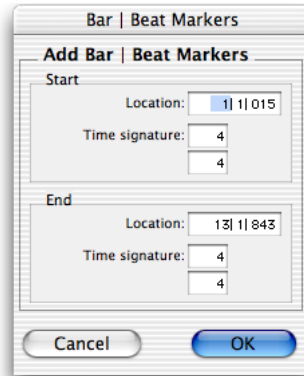 Bar | Beat Markers
Add Bar | Beat Markers
Start
Location: 1| 1| 015
Time signature: 4
4
End
Location: 13| 1| 843
Time signature: 4
4
Cancel OK